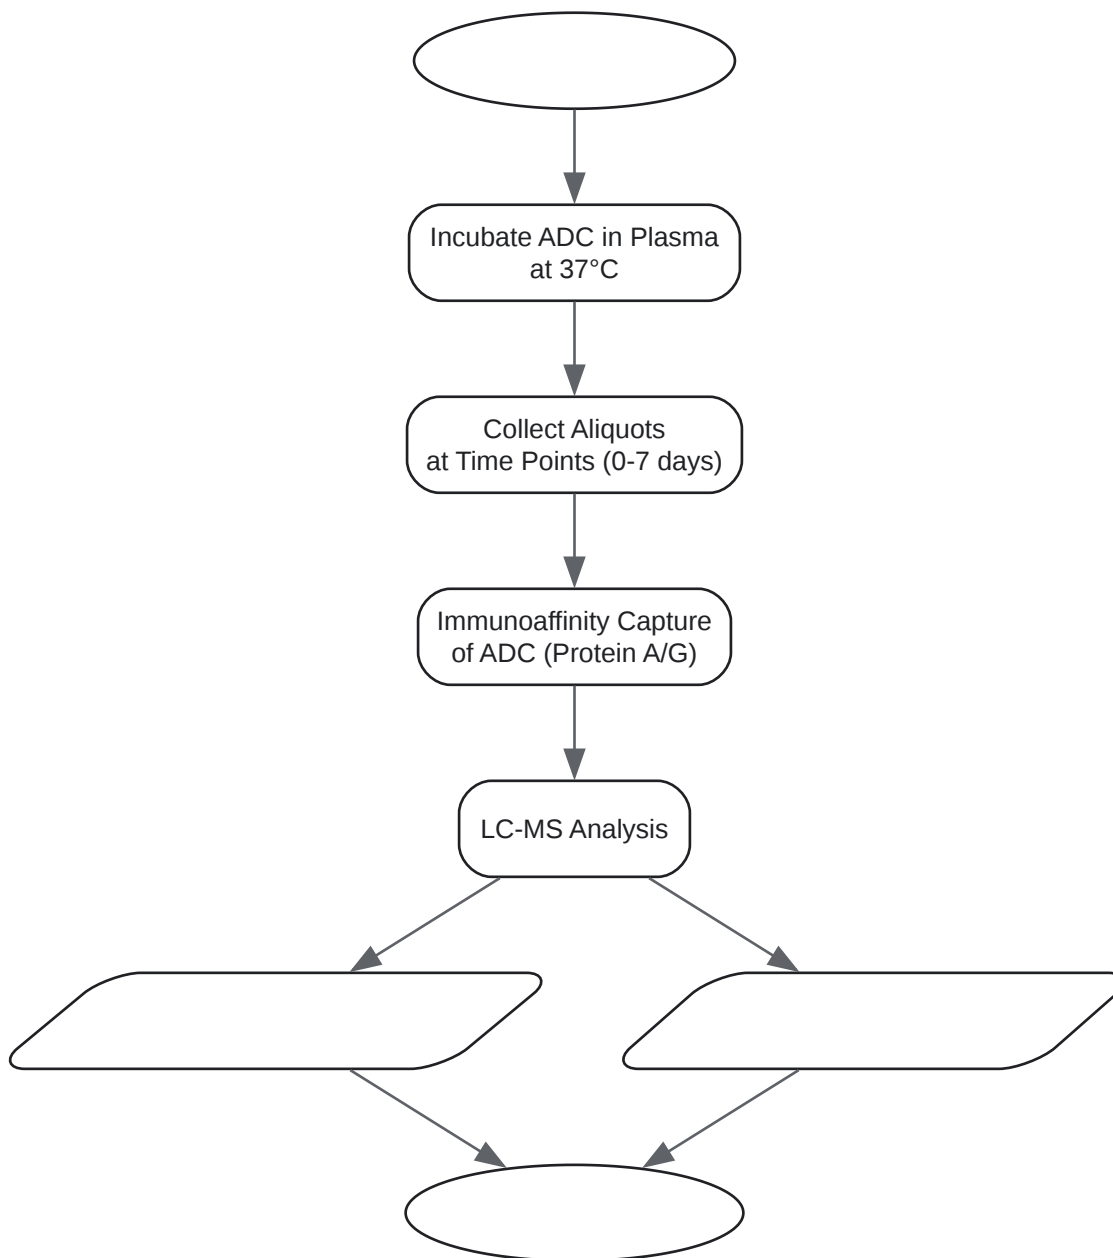 Incubate ADC in Plasma
at 37°C
Collect Aliquots
at Time Points (0-7 days)
Immunoaffinity Capture
of ADC (Protein A/G)
LC-MS Analysis